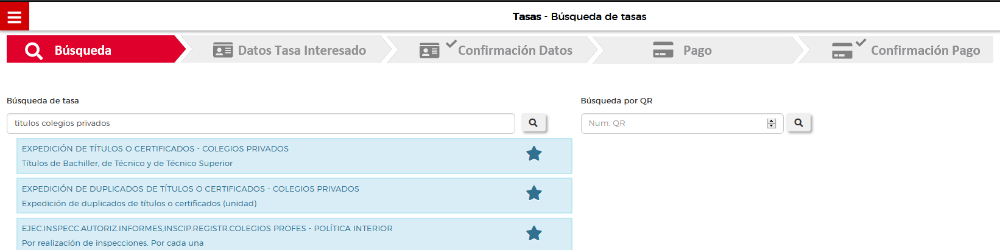 Tasas - Búsqueda de tasas
Búsqueda
Datos Tasa Interesado
Confirmación Datos
Pago
Confirmación Pago
Búsqueda de tasa
titulos colegios privados
EXPEDICIÓN DE TÍTULOS O CERTIFICADOS - COLEGIOS PRIVADOS
Títulos de Bachiller, de Técnico y de Técnico Superior
EXPEDICIÓN DE DUPLICADOS DE TÍTULOS O CERTIFICADOS - COLEGIOS PRIVADOS
Expedición de duplicados de títulos o certificados (unidad)
EJEC.INSPECC.AUTORIZ.INFORMES,INSCIP.REGISTR.COLEGIOS PROFES - POLÍTICA INTERIOR
Por realización de inspecciones. Por cada una
Búsqueda por QR
Num. QR